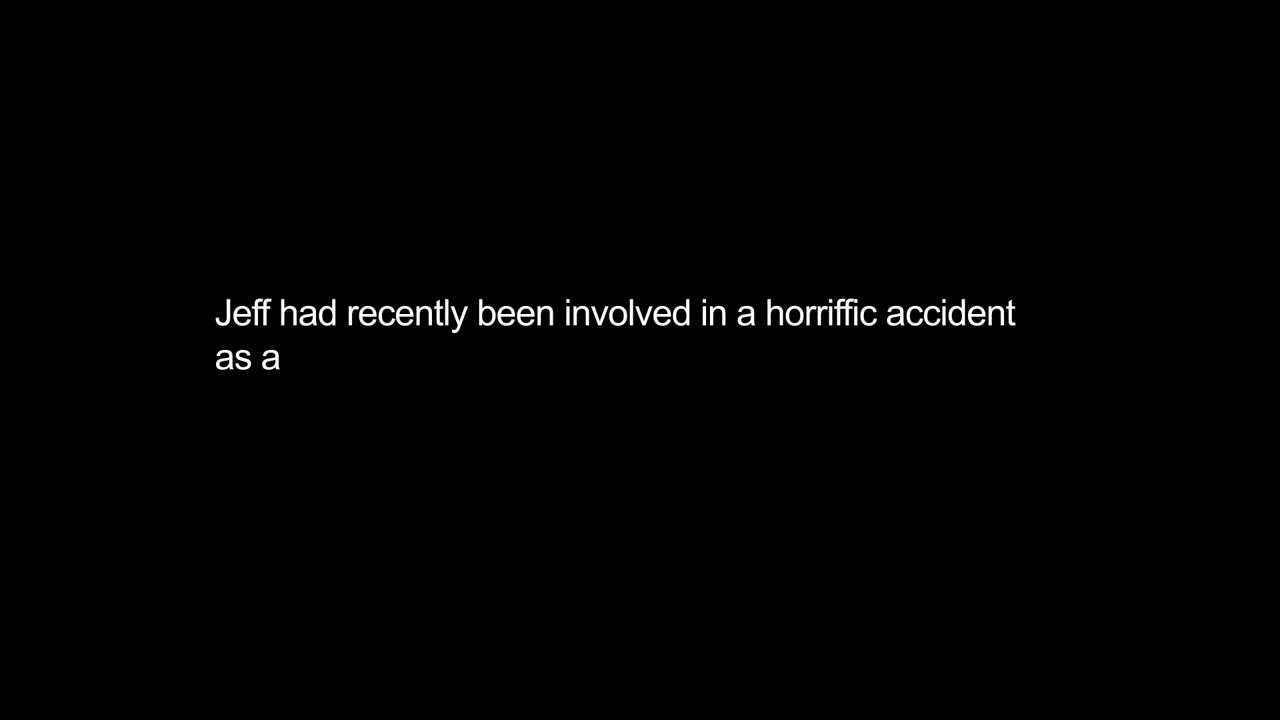 Jeff had recently been involved in a horriffic accident
as a